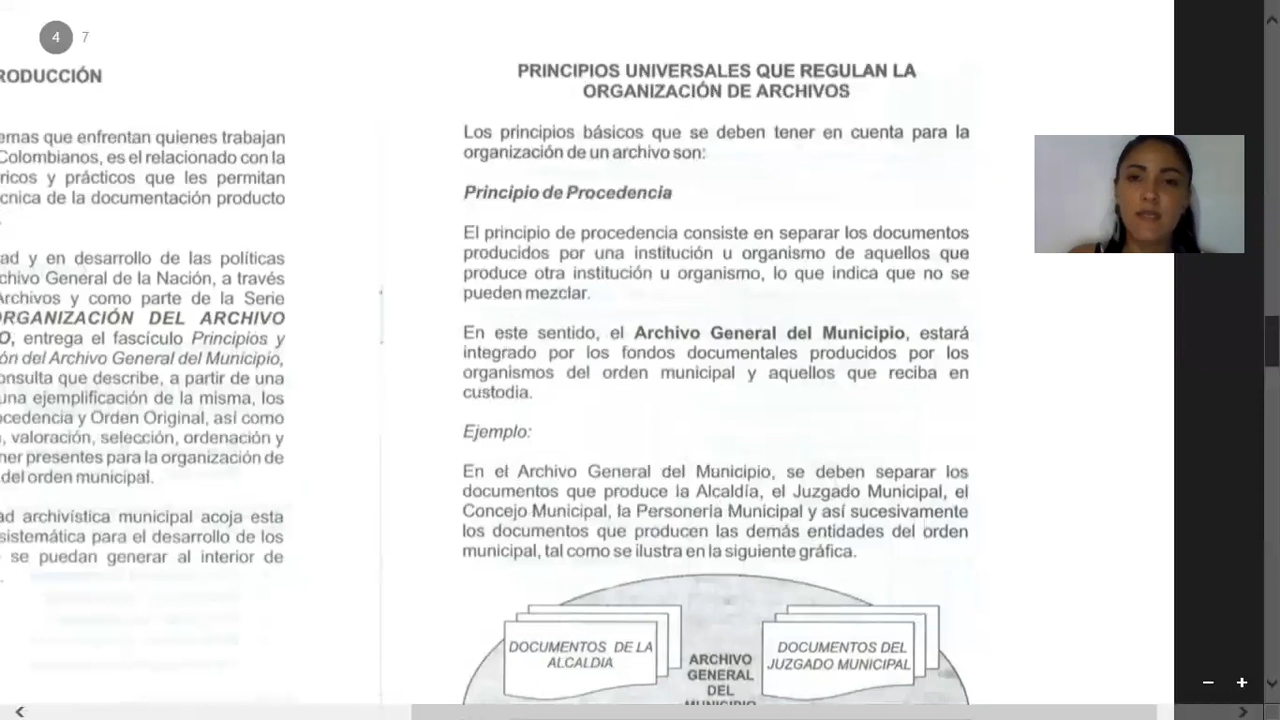 4 7
RODUCCIÓN
emas que enfrentan quienes trabajan
Colombianos, es el relacionado con la
ricos y prácticos que les permitan
cnica de la documentación producto
.
ad y en desarrollo de las políticas
chivo General de la Nación, a través
Archivos y como parte de la Serie
ORGANIZACIÓN DEL ARCHIVO
O, entrega el fascículo Principios y
ón del Archivo General del Municipio,
onsulta que describe, a partir de una
una ejemplificación de la misma, los
ocedencia y Orden Original, así como
, valoración, selección, ordenación y
ner presentes para la organización de
del orden municipal.
ad archivística municipal acoja esta
sistemática para el desarrollo de los
se puedan generar al interior de
.
PRINCIPIOS UNIVERSALES QUE REGULAN LA
ORGANIZACIÓN DE ARCHIVOS
Los principios básicos que se deben tener en cuenta para la
organización de un archivo son:
Principio de Procedencia
El principio de procedencia consiste en separar los documentos
producidos por una institución u organismo de aquellos que
produce otra institución u organismo, lo que indica que no se
pueden mezclar.
En este sentido, el Archivo General del Municipio, estará
integrado por los fondos documentales producidos por los
organismos del orden municipal y aquellos que reciba en
custodia.
Ejemplo:
En el Archivo General del Municipio, se deben separar los
documentos que produce la Alcaldía, el Juzgado Municipal, el
Concejo Municipal, la Personería Municipal y así sucesivamente
los documentos que producen las demás entidades del orden
municipal, tal como se ilustra en la siguiente gráfica.
DOCUMENTOS DE LA
ALCALDIA
ARCHIVO
GENERAL
DEL
MUNICIPIO
DOCUMENTOS DEL
JUZGADO MUNICIPAL